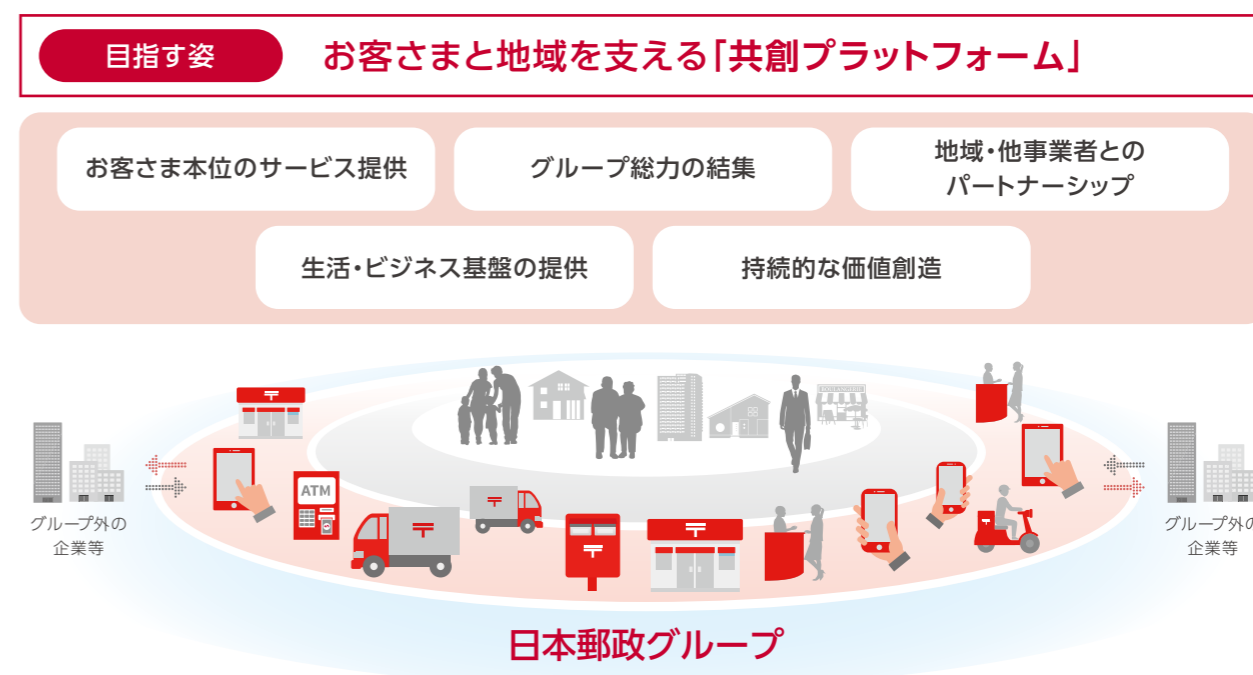 目指す姿
お客さまと地域を支える「共創プラットフォーム」
お客さま本位のサービス提供
グループ総力の結集
地域・他事業者との
パートナーシップ
生活・ビジネス基盤の提供
持続的な価値創造
ATM
グループ外の
企業等
グループ外の
企業等
日本郵政グループ